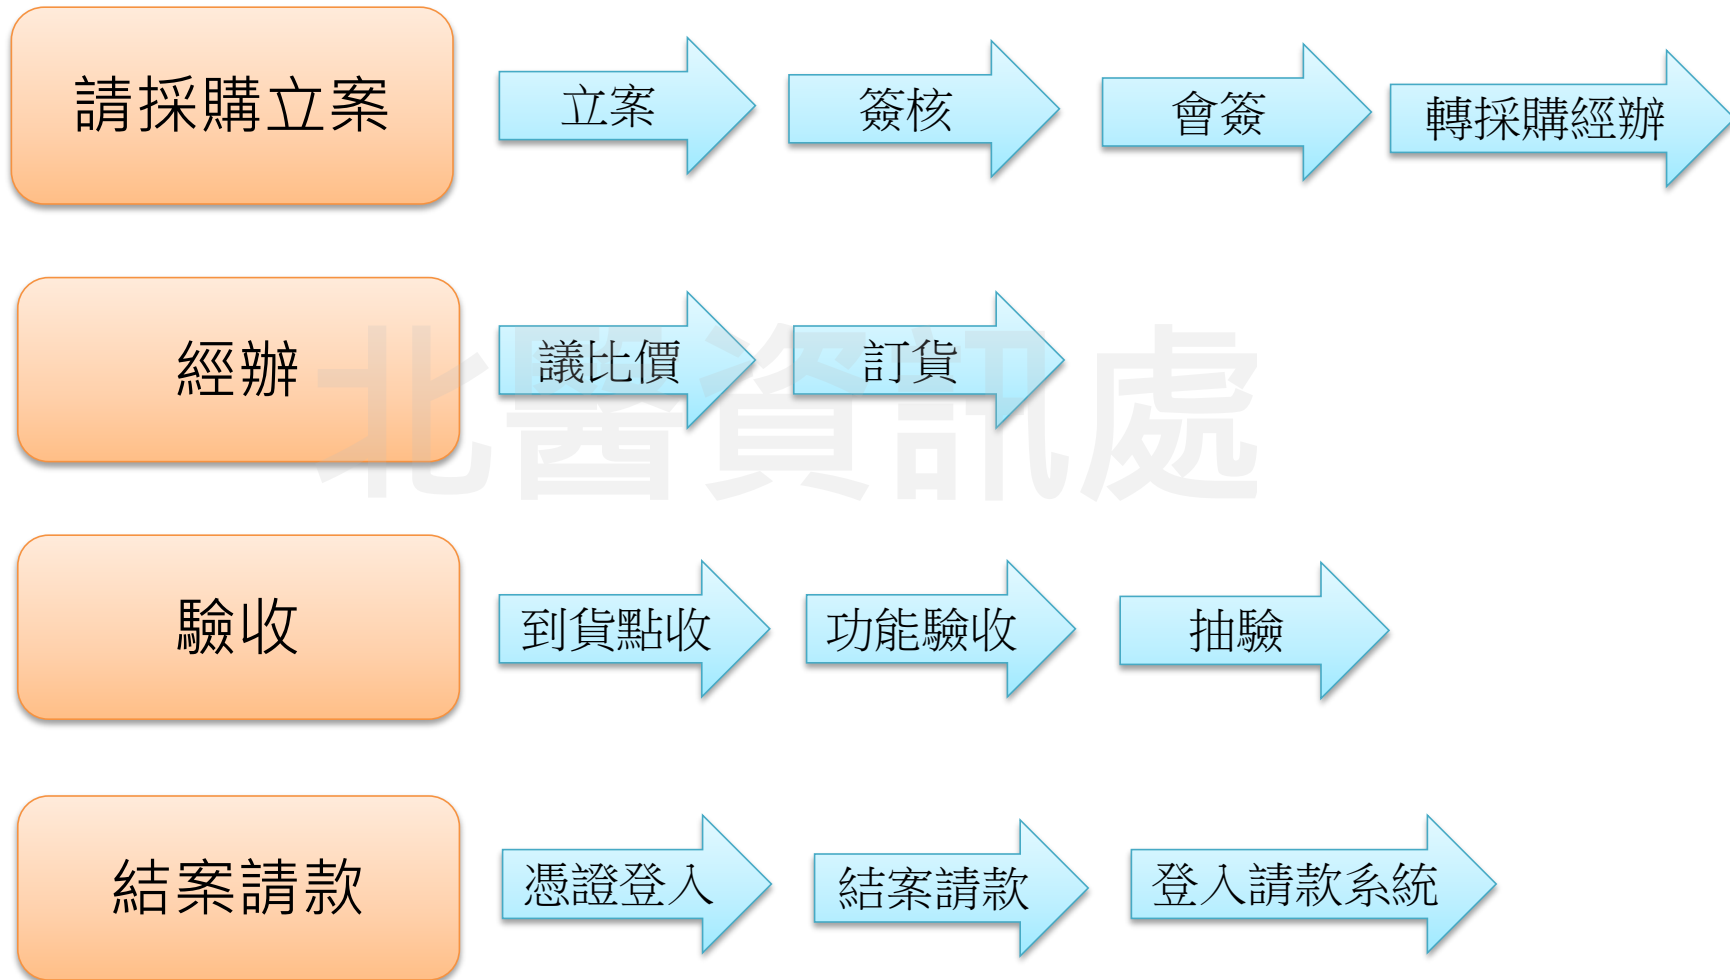 請採購立案
立案
簽核
會簽
轉採購經辦
經辦
議比價
訂貨
北醫資訊處
驗收
到貨點收
功能驗收
抽驗
結案請款
憑證登入
結案請款
登入請款系統